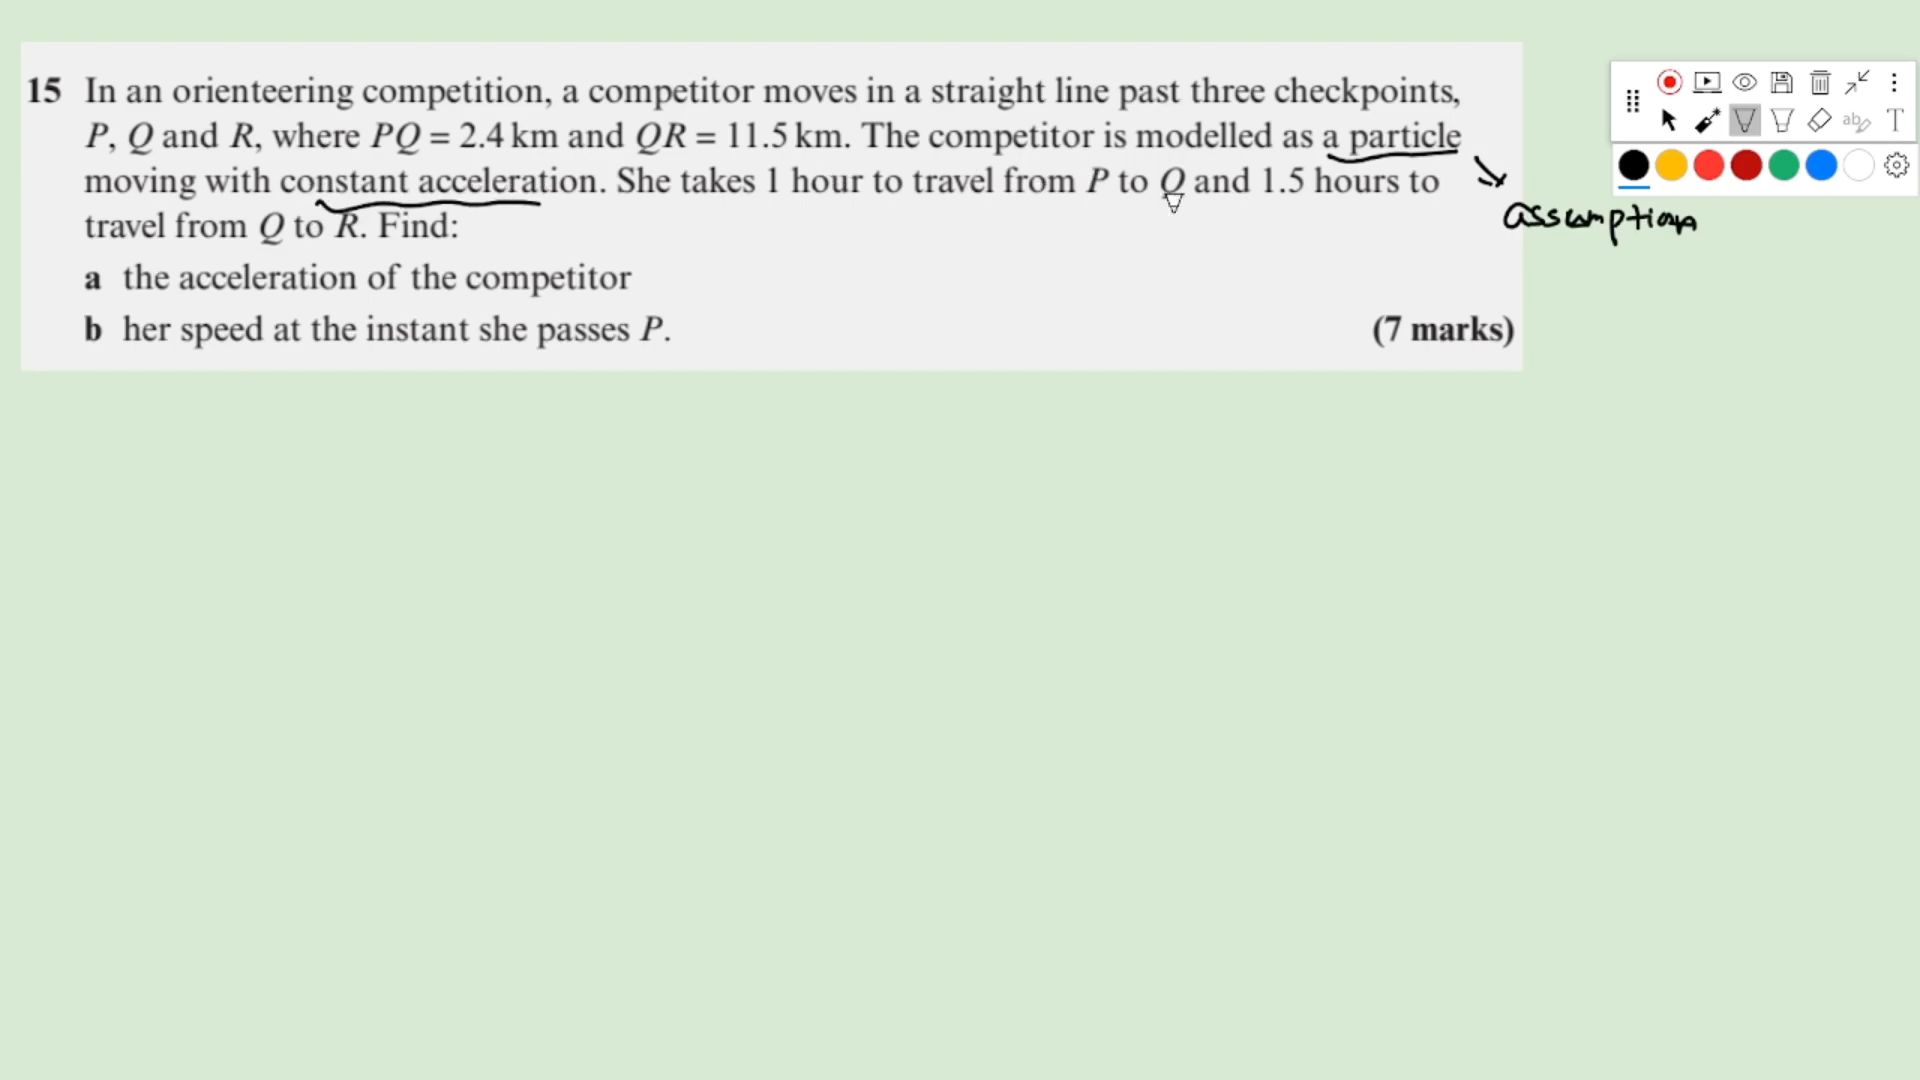 15 In an orienteering competition, a competitor moves in a straight line past three checkpoints,
P, Q and R, where PQ = 2.4 km and QR = 11.5 km. The competitor is modelled as a particle
moving with constant acceleration. She takes 1 hour to travel from P to Q and 1.5 hours to
travel from Q to R. Find:
a the acceleration of the competitor
b her speed at the instant she passes P. (7 marks)
assumption
ab
T